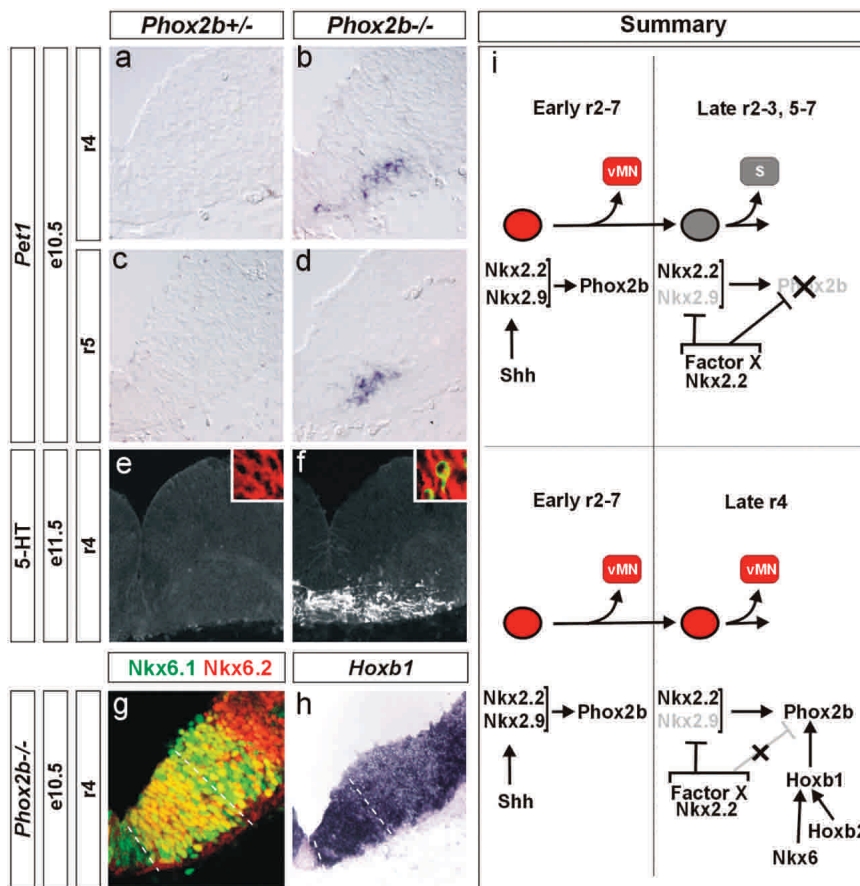 Phox2b+/-
Phox2b-/-
Summary
Pet1
e10.5
r4
a
b
r5
c
d
5-HT
e11.5
r4
e
f
Nkx6.1 Nkx6.2
Hoxb1
Phox2b-/-
e10.5
r4
g
h
i
Early r2-7
Late r2-3, 5-7
vMN
S
Nkx2.2
Nkx2.9
Phox2b
Nkx2.2
Nkx2.9
Phox2b
Shh
Factor X
Nkx2.2
Early r2-7
Late r4
vMN
vMN
Nkx2.2
Nkx2.9
Phox2b
Nkx2.2
Nkx2.9
Phox2b
Shh
Factor X
Nkx2.2
Hoxb1
Hoxb2
Nkx6